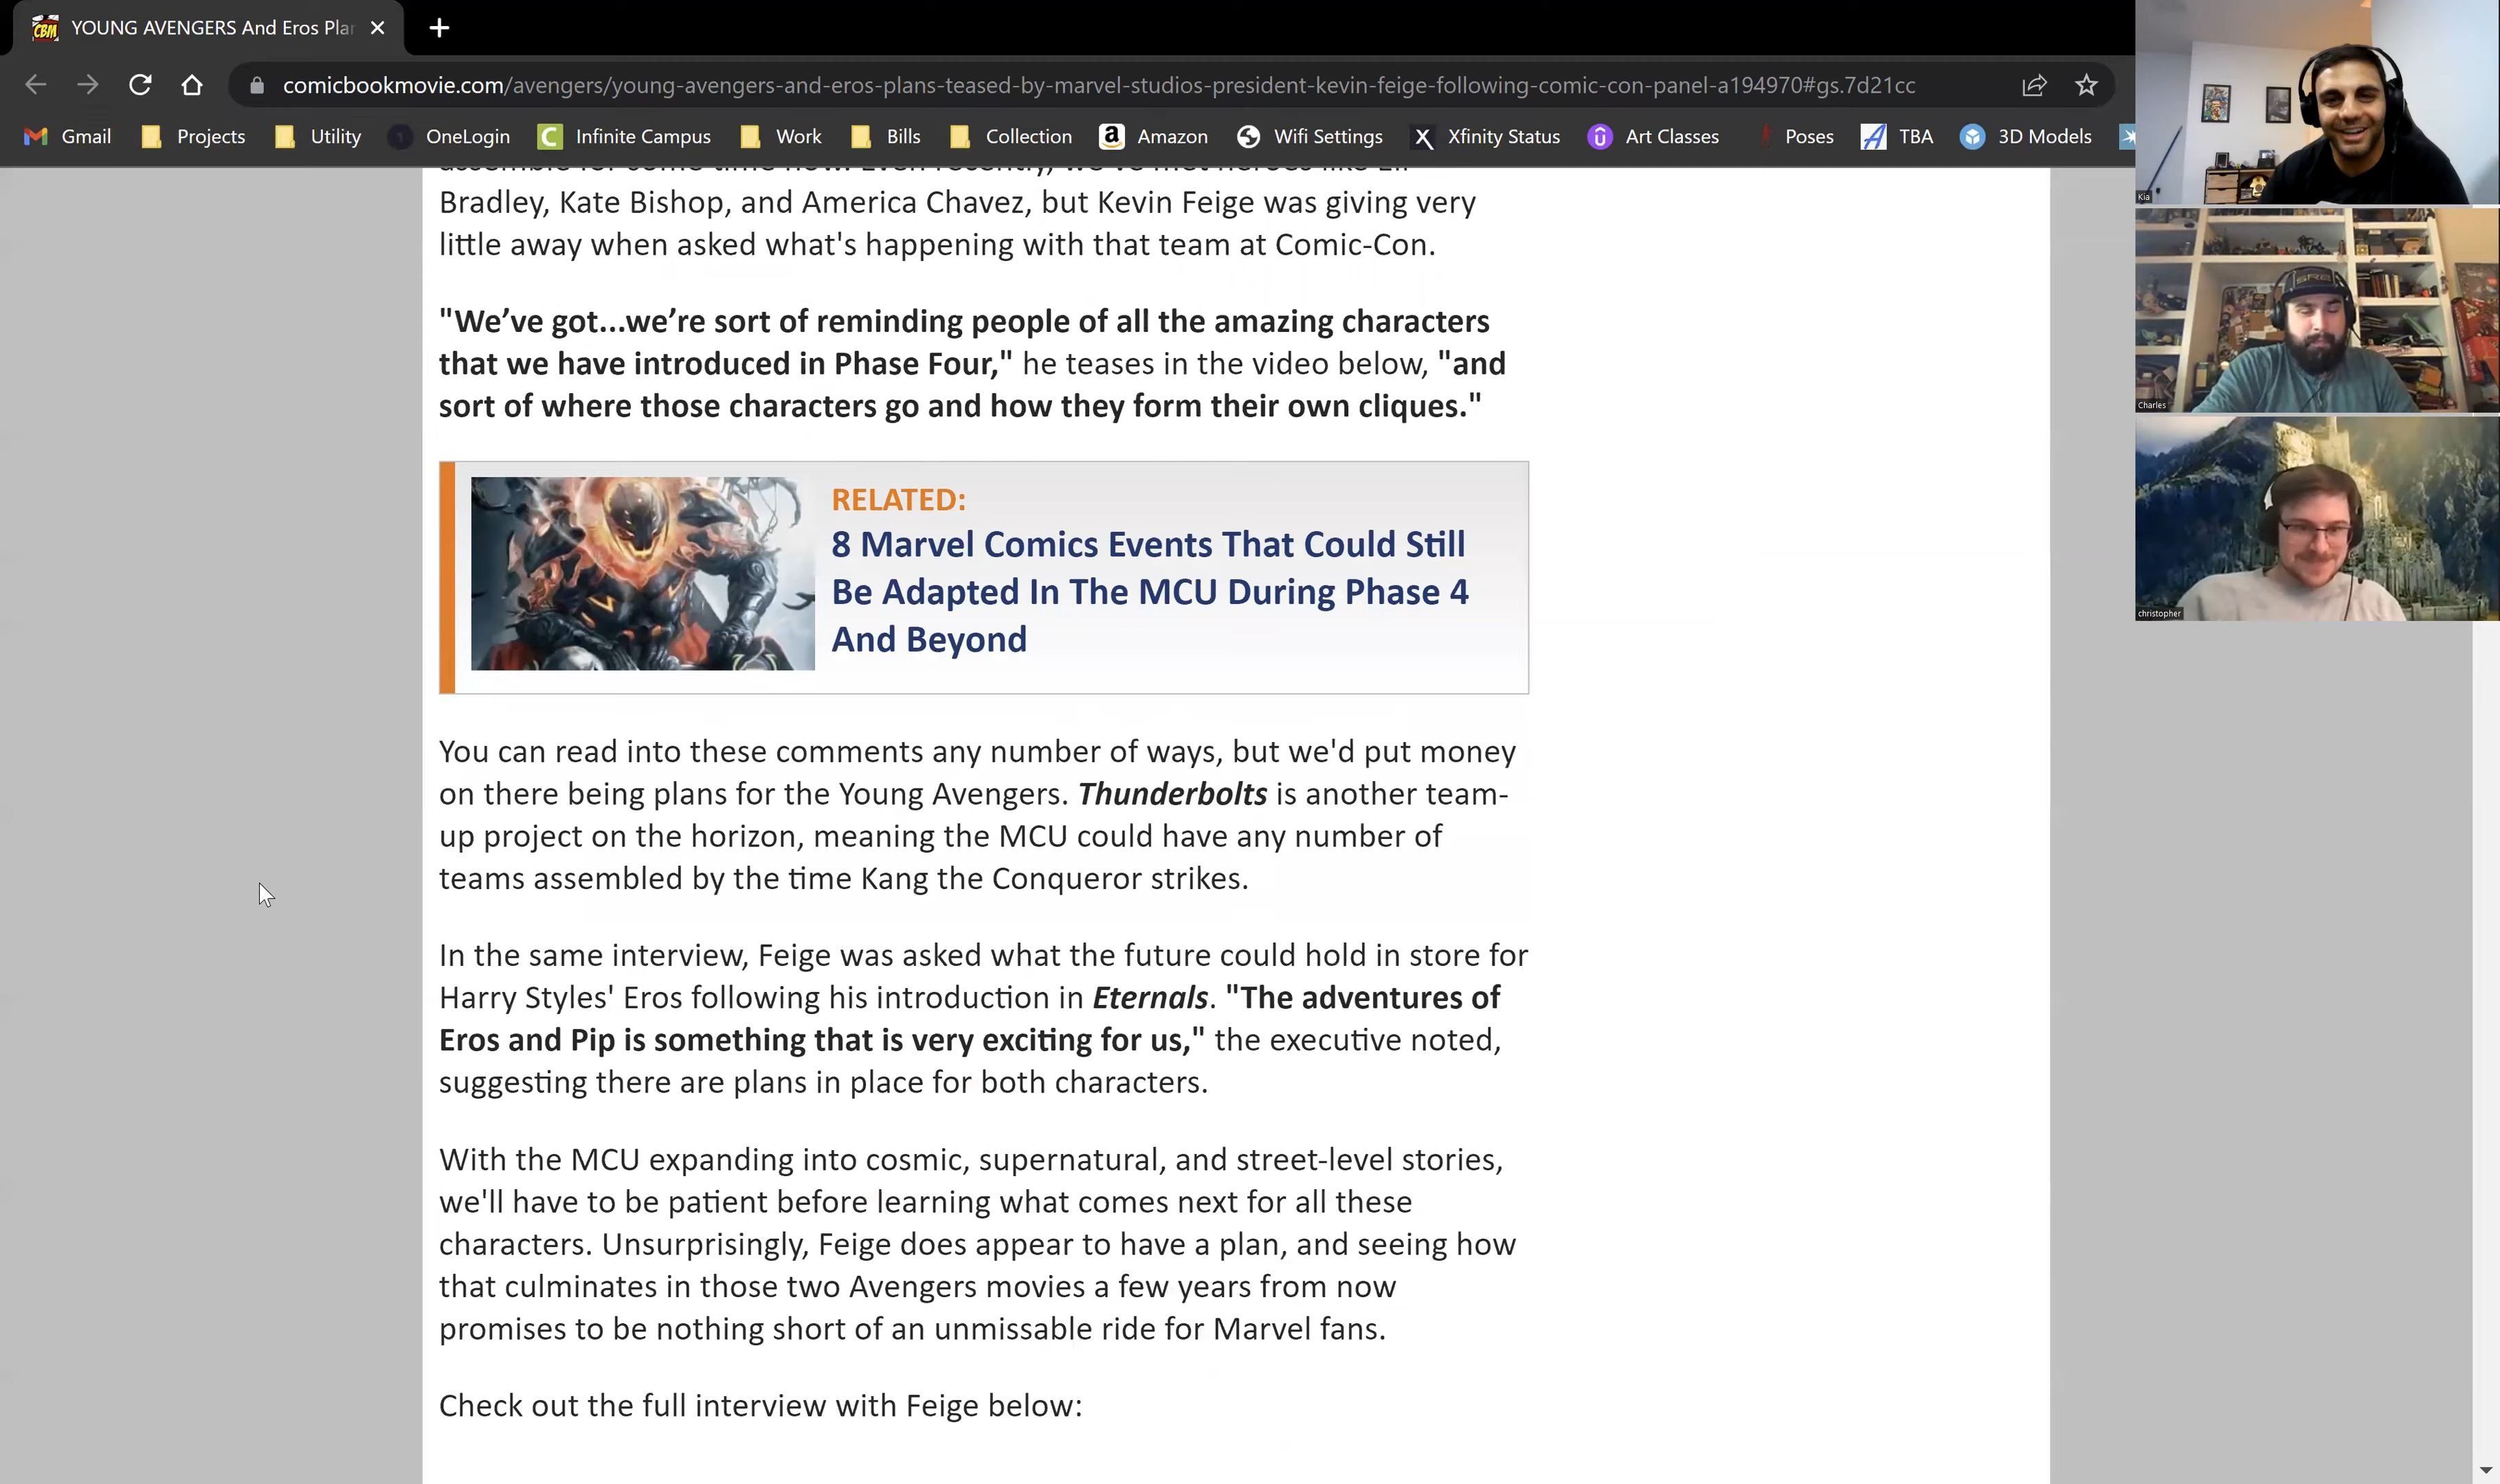 YOUNG AVENGERS And Eros Plan
comicbookmovie.com/avengers/young-avengers-and-eros-plans-teased-by-marvel-studios-president-kevin-feige-following-comic-con-panel-a194970#gs.7d21cc
Gmail Projects Utility OneLogin Infinite Campus Work Bills Collection Amazon Wifi Settings Xfinity Status Art Classes Poses TBA 3D Models
Bradley, Kate Bishop, and America Chavez, but Kevin Feige was giving very
little away when asked what's happening with that team at Comic-Con.
"We’ve got...we’re sort of reminding people of all the amazing characters
that we have introduced in Phase Four," he teases in the video below, "and
sort of where those characters go and how they form their own cliques."
RELATED:
8 Marvel Comics Events That Could Still
Be Adapted In The MCU During Phase 4
And Beyond
You can read into these comments any number of ways, but we'd put money
on there being plans for the Young Avengers. Thunderbolts is another team-
up project on the horizon, meaning the MCU could have any number of
teams assembled by the time Kang the Conqueror strikes.
In the same interview, Feige was asked what the future could hold in store for
Harry Styles' Eros following his introduction in Eternals. "The adventures of
Eros and Pip is something that is very exciting for us," the executive noted,
suggesting there are plans in place for both characters.
With the MCU expanding into cosmic, supernatural, and street-level stories,
we'll have to be patient before learning what comes next for all these
characters. Unsurprisingly, Feige does appear to have a plan, and seeing how
that culminates in those two Avengers movies a few years from now
promises to be nothing short of an unmissable ride for Marvel fans.
Check out the full interview with Feige below:
Kia
Charles
christopher